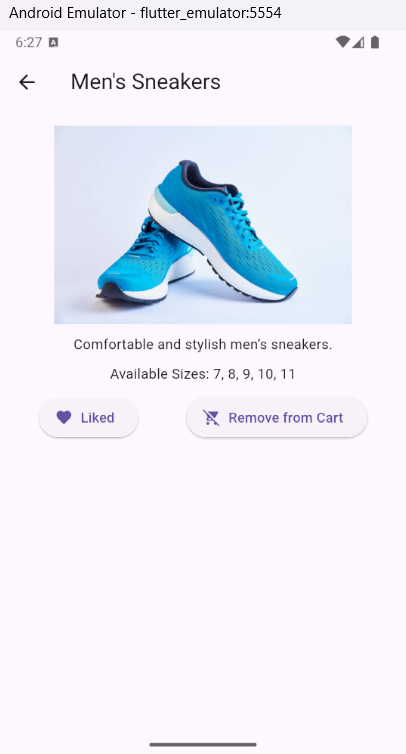 Android Emulator - flutter_emulator:5554
6:27 A
Men's Sneakers
Comfortable and stylish men's sneakers.
Available Sizes: 7, 8, 9, 10, 11
Liked
Remove from Cart